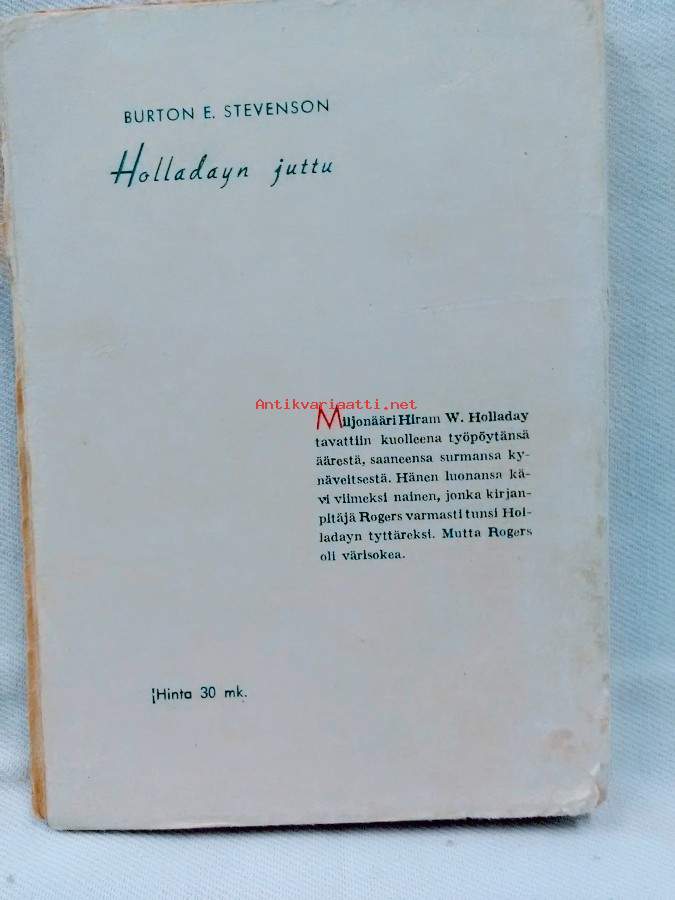 BURTON E. STEVENSON
Holladayn juttu
Antikvariaatti.net
Miljonääri Hiram W. Holladay
tavattiin kuolleena työpöytänsä
äärestä, saaneensa surmansa ky-
näveitsestä. Hänen luonansa kä-
vi viimeksi nainen, jonka kirjan-
pitäjä Rogers varmasti tunsi Hol-
ladayn tyttäreksi. Mutta Rogers
oli värisokea.
Hinta 30 mk.